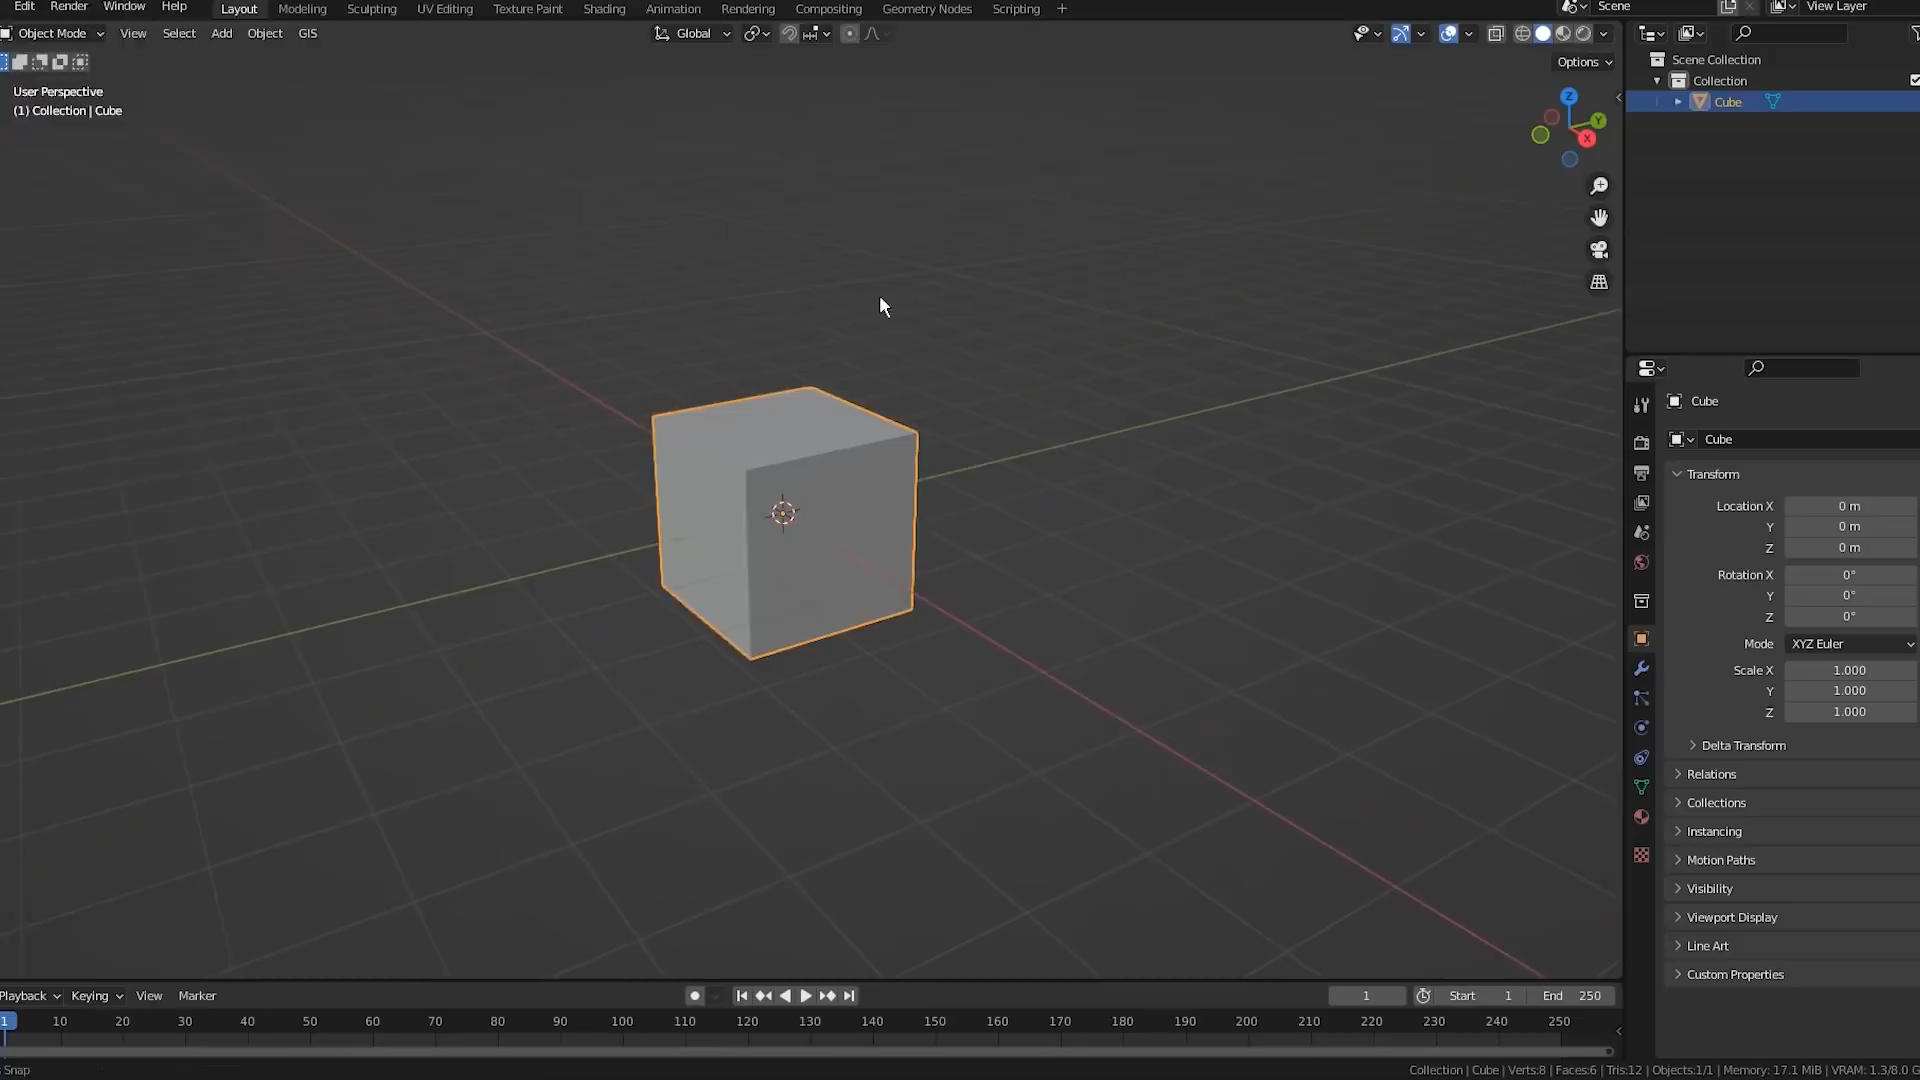 Edit Render Window Help Layout Modeling Sculpting UV Editing Texture Paint Shading Animation Rendering Compositing Geometry Nodes Scripting + Scene View Layer
Object Mode View Select Add Object GIS Global
Options
User Perspective
(1) Collection | Cube
Z
Y
X
Scene Collection
Collection
Cube
Cube
Cube
Transform
Location X 0 m
Y 0 m
Z 0 m
Rotation X 0°
Y 0°
Z 0°
Mode XYZ Euler
Scale X 1.000
Y 1.000
Z 1.000
Delta Transform
Relations
Collections
Instancing
Motion Paths
Visibility
Viewport Display
Line Art
Custom Properties
Playback Keying View Marker 1 Start 1 End 250
1 10 20 30 40 50 60 70 80 90 100 110 120 130 140 150 160 170 180 190 200 210 220 230 240 250
Snap
Collection | Cube | Verts:8 | Faces:6 | Tris:12 | Objects:1/1 | Memory: 17.1 MiB | VRAM: 1.3/8.0 G